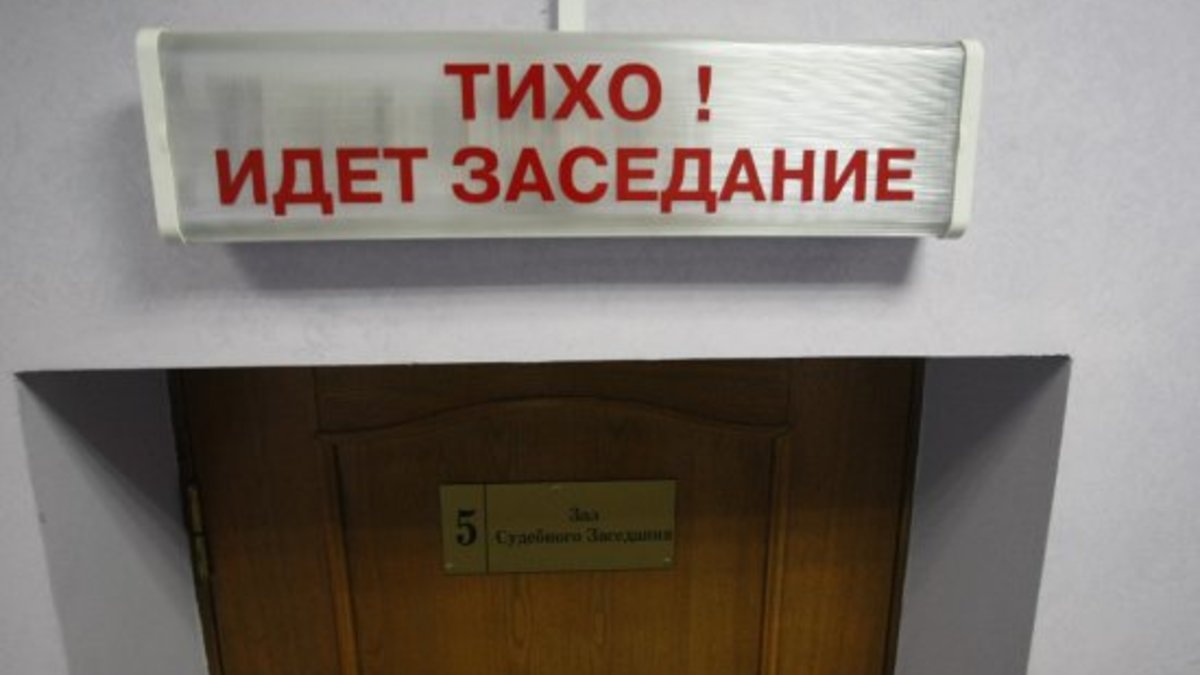 ТИХО !
ИДЕТ ЗАСЕДАНИЕ
5
Зал
Судебного Заседания